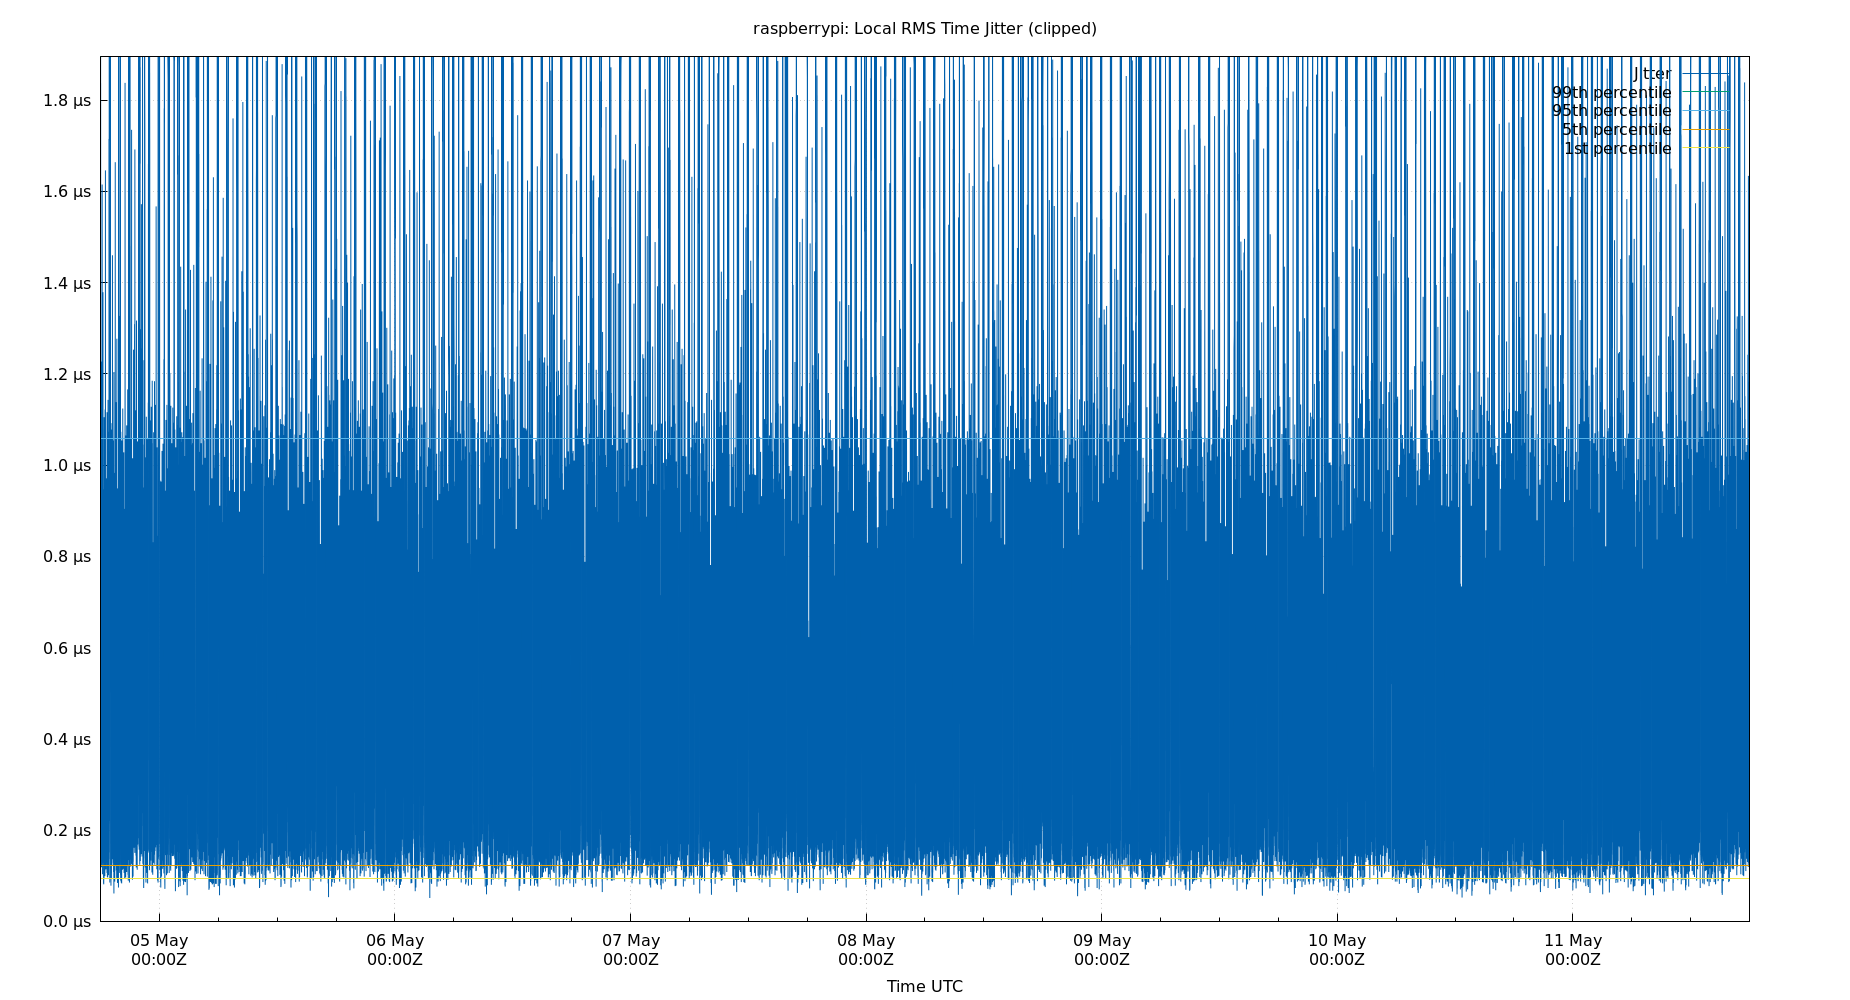 raspberrypi: Local RMS Time Jitter (clipped)
Jitter
99th percentile
95th percentile
5th percentile
1st percentile
1.8 µs
1.6 µs
1.4 µs
1.2 µs
1.0 µs
0.8 µs
0.6 µs
0.4 µs
0.2 µs
0.0 µs
05 May 06 May 07 May 08 May 09 May 10 May 11 May
00:00Z 00:00Z 00:00Z 00:00Z 00:00Z 00:00Z 00:00Z
Time UTC